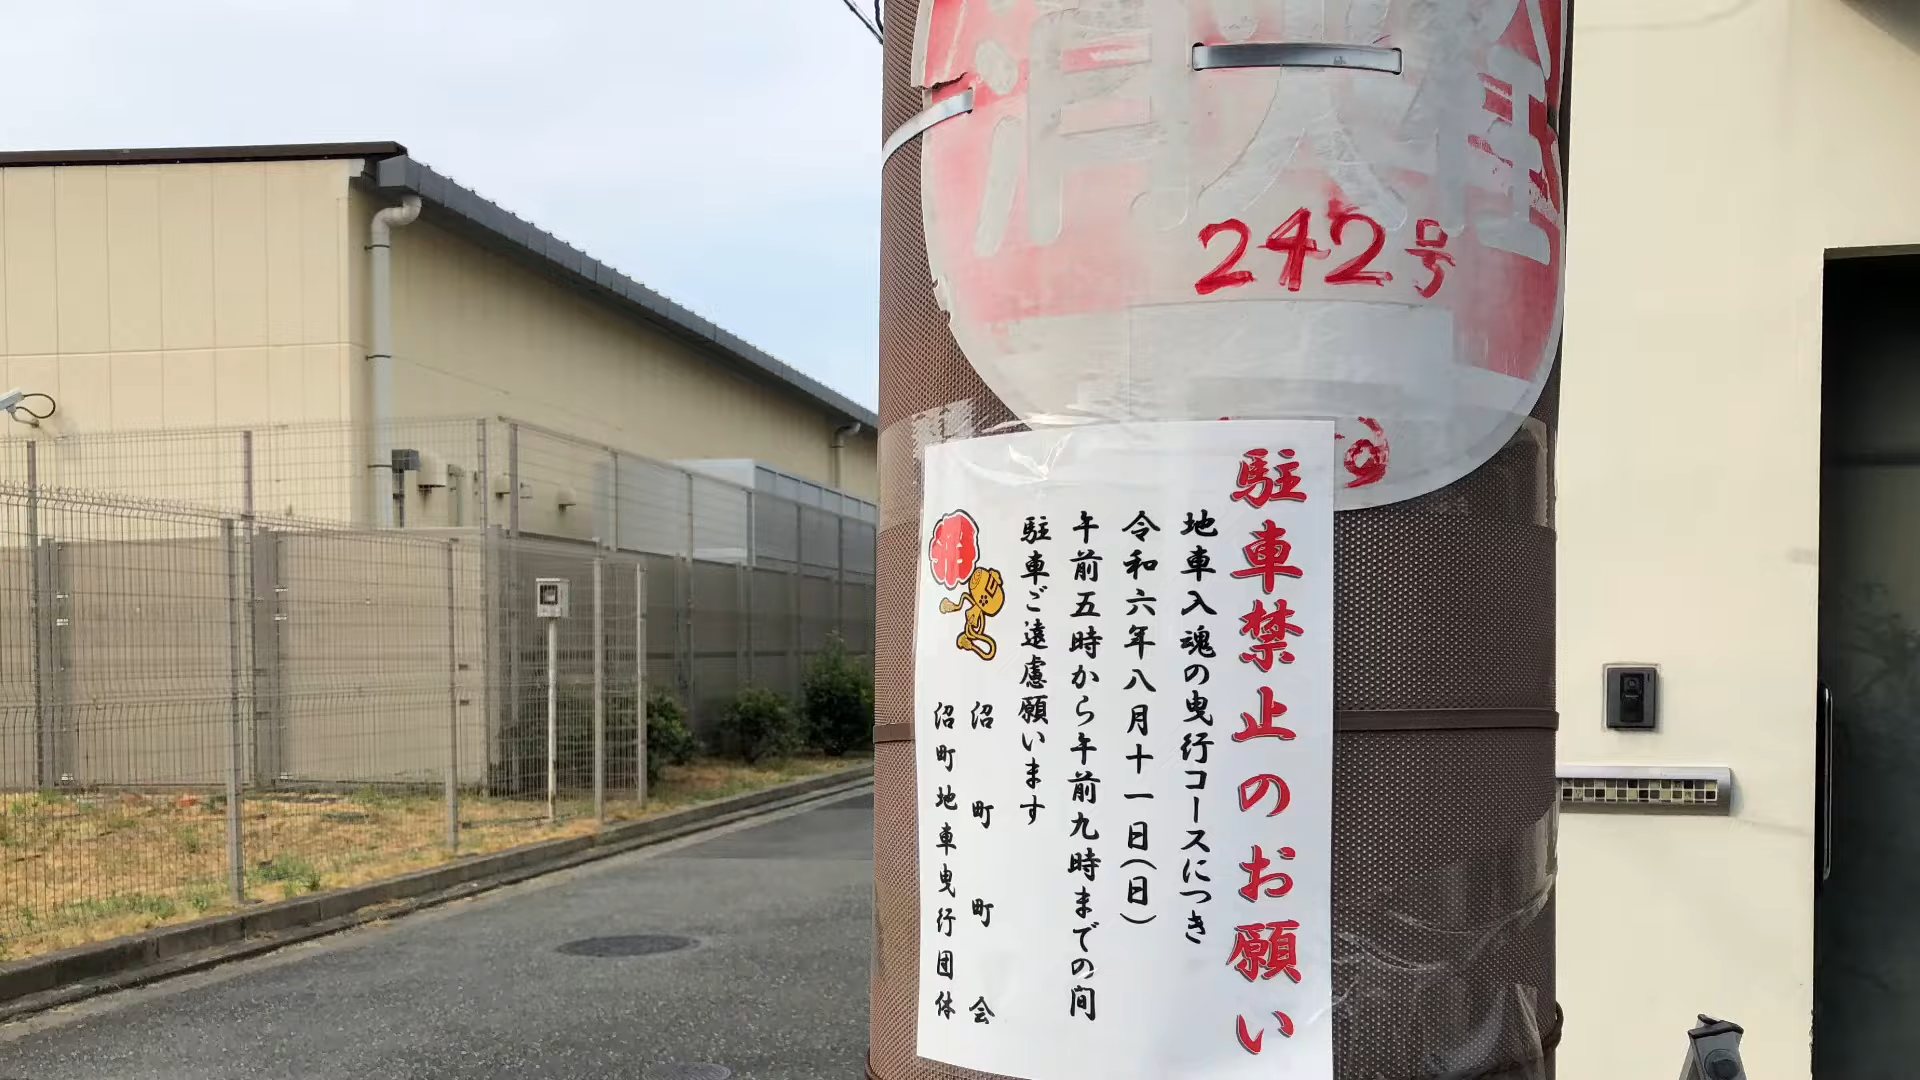 消火栓
242号
駐車禁止のお願い
地車入魂の曳行コースにつき
令和六年八月十一日(日)
午前五時から午前九時までの間
駐車ご遠慮願います
沼町町会
沼町地車曳行団体